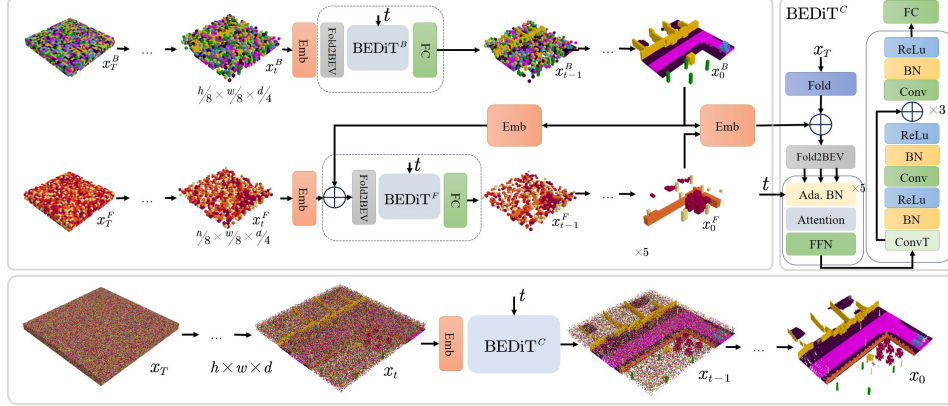 t
Emb
Fold2BEV
BEDiT^B
FC
x_T^B
...
x_t^B
x_{t-1}^B
...
x_0^B
h/8 × w/8 × d/4
Emb
Emb
t
Emb
Fold2BEV
BEDiT^F
FC
x_T^F
...
x_t^F
x_{t-1}^F
...
x_0^F
n/8 × w/8 × d/4
×5
BEDiT^C
x_T
Fold
Fold2BEV
t
Ada. BN
×5
Attention
FFN
FC
ReLu
BN
Conv
×3
ReLu
BN
Conv
ReLu
BN
ConvT
t
Emb
BEDiT^C
x_T
...
h×w×d
x_t
x_{t-1}
...
x_0